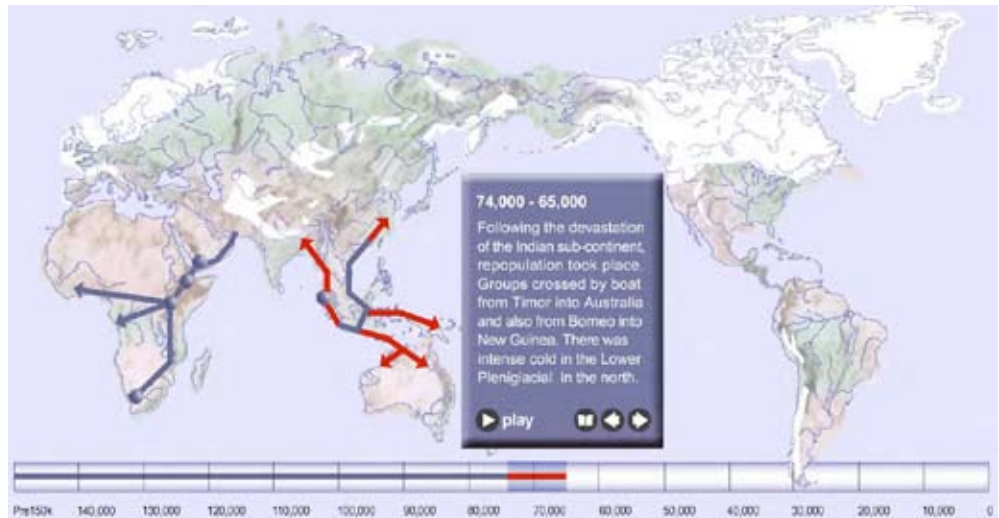 74,000 - 65,000
Following the devastation
of the Indian sub-continent,
repopulation took place.
Groups crossed by boat
from Timor into Australia
and also from Borneo into
New Guinea. There was
intense cold in the Lower
Pleniglacial in the north.
play
Pre150k 140,000 130,000 120,000 110,000 100,000 90,000 80,000 70,000 60,000 50,000 40,000 30,000 20,000 10,000 0